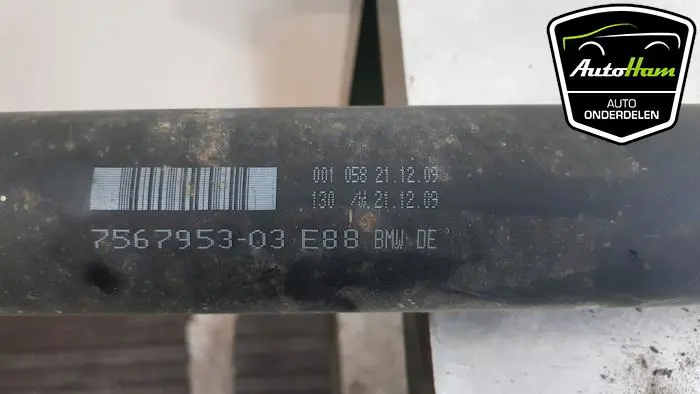 AutoHam
AUTO
ONDERDELEN
001 058 21.12.09
130 /W.21.12.09
7567953-03 E88 BMW DE